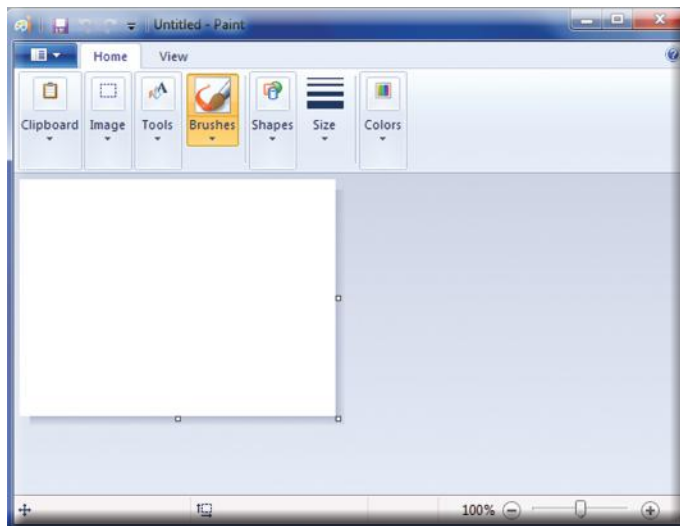 Untitled - Paint
Home View
Clipboard Image Tools Brushes Shapes Size Colors
100%